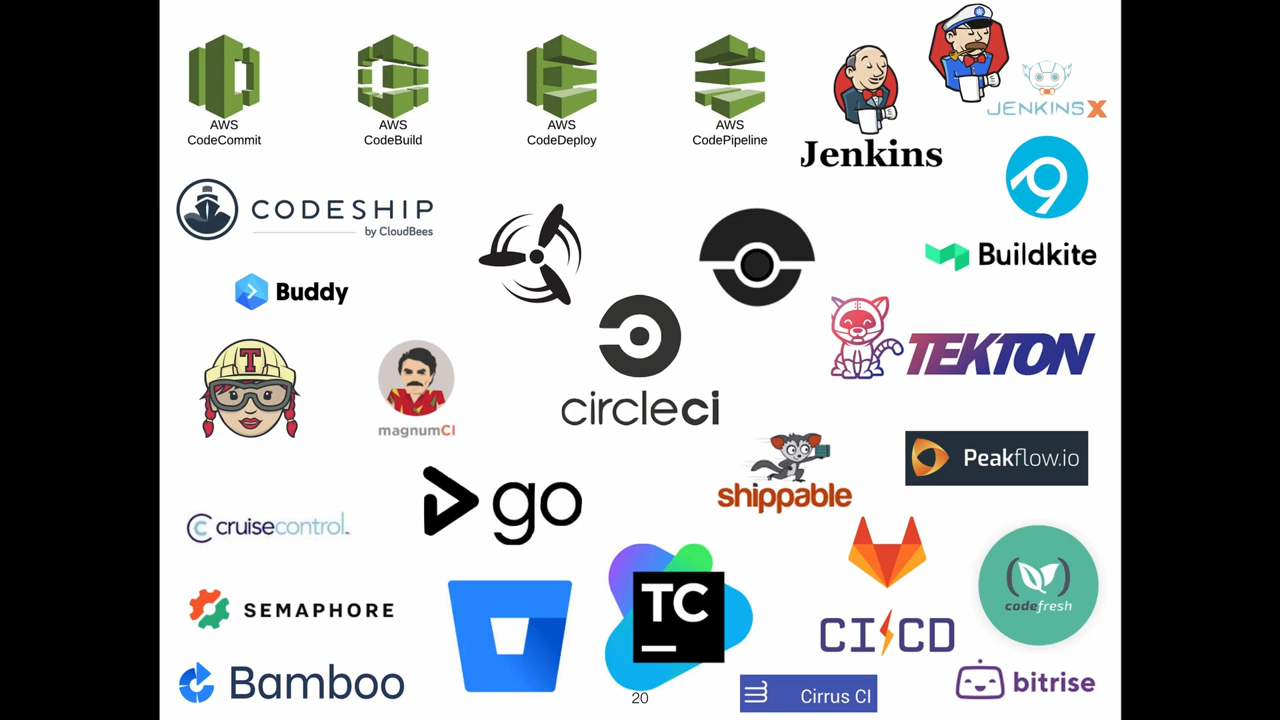 AWS
CodeCommit
AWS
CodeBuild
AWS
CodeDeploy
AWS
CodePipeline
Jenkins
JENKINS X
CODESHIP
by CloudBees
Buildkite
Buddy
TEKTON
T
magnumCI
circleci
Peakflow.io
shippable
go
cruisecontrol
codefresh
SEMAPHORE
TC
CI CD
Bamboo
20
Cirrus CI
bitrise